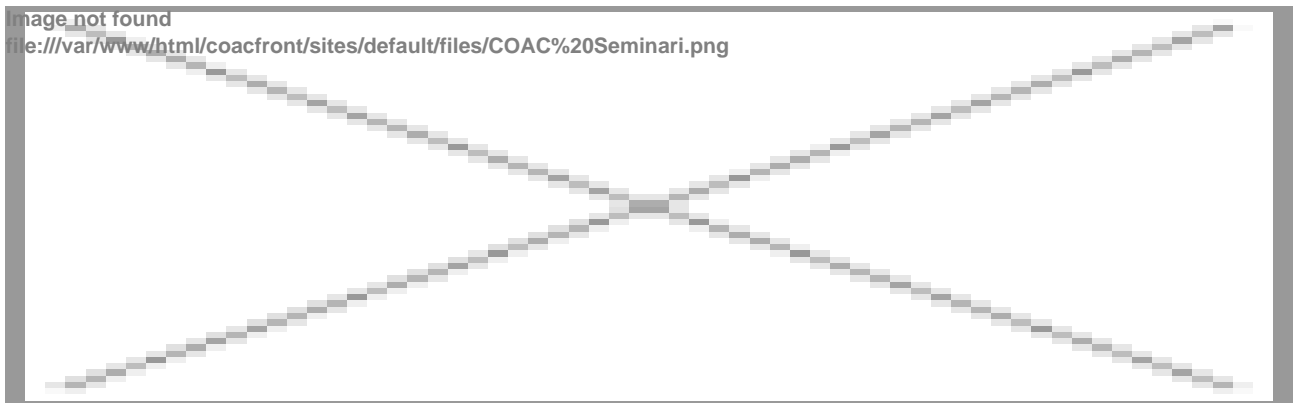 Image not found
file:///var/www/html/coacfront/sites/default/files/COAC%20Seminari.png